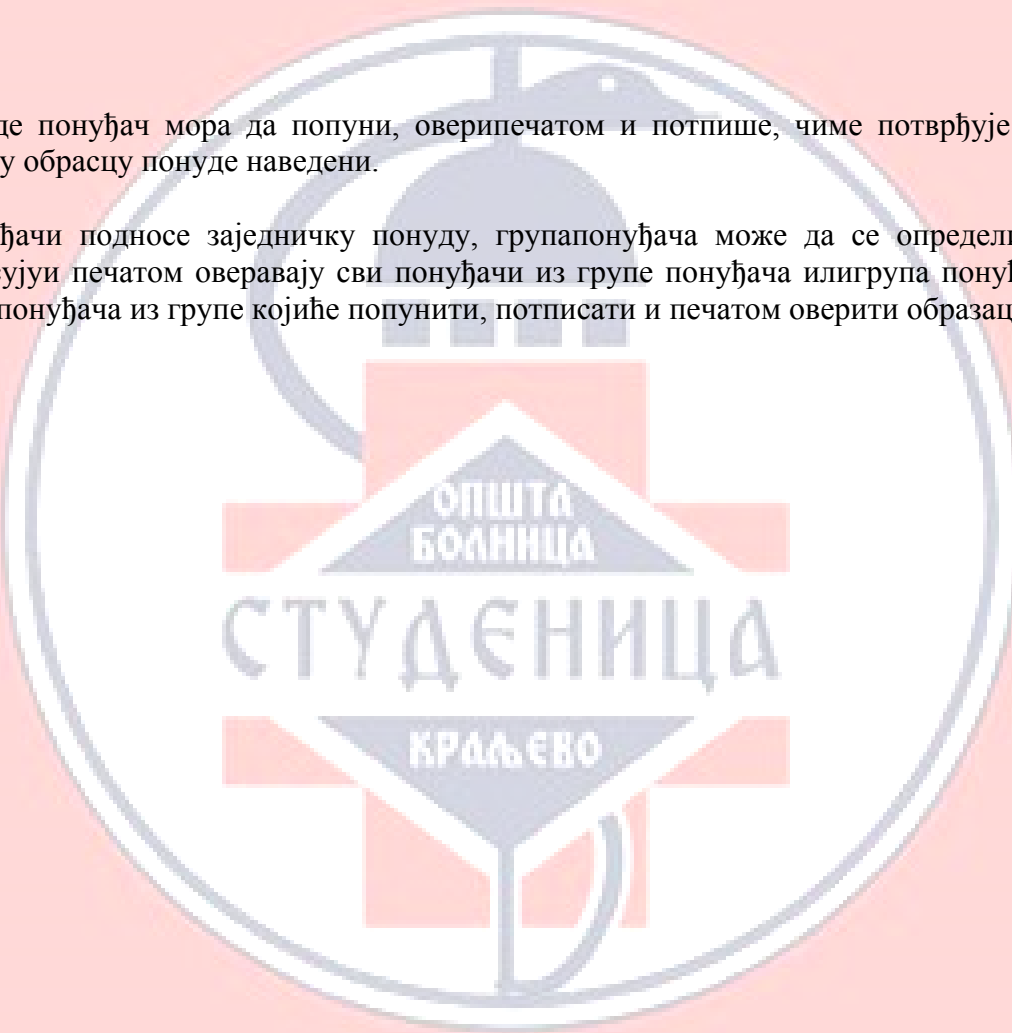 де понуђач мора да попуни, оверипечатом и потпише, чиме потврђује
у обрасцу понуде наведени.
ђачи подносе заједничку понуду, групапонуђача може да се определи
ујуи печатом оверавају сви понуђачи из групе понуђача илигрупа понуђ
понуђача из групе којиће попунити, потписати и печатом оверити образац
ОПШТА
БОЛНИЦА
СТУДЕНИЦА
КРАЉЕВО